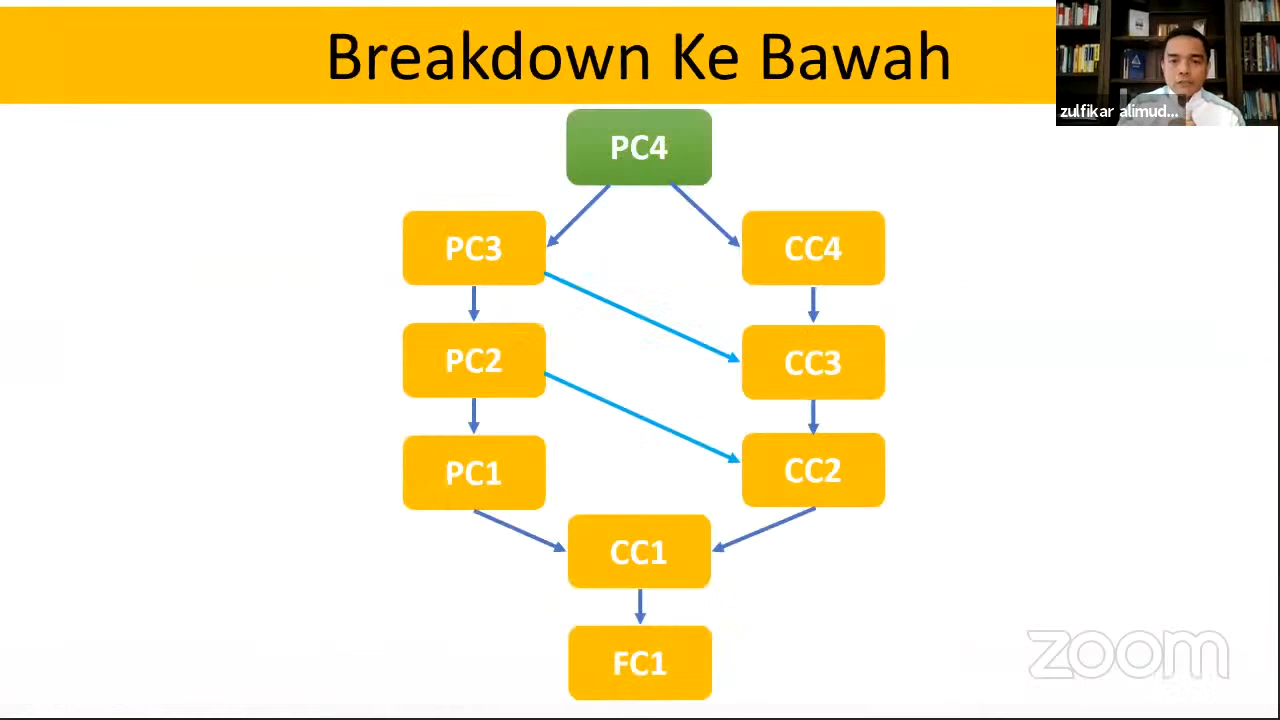 Breakdown Ke Bawah
zulfikar alimud...
PC4
PC3
CC4
PC2
CC3
PC1
CC2
CC1
FC1
zoom